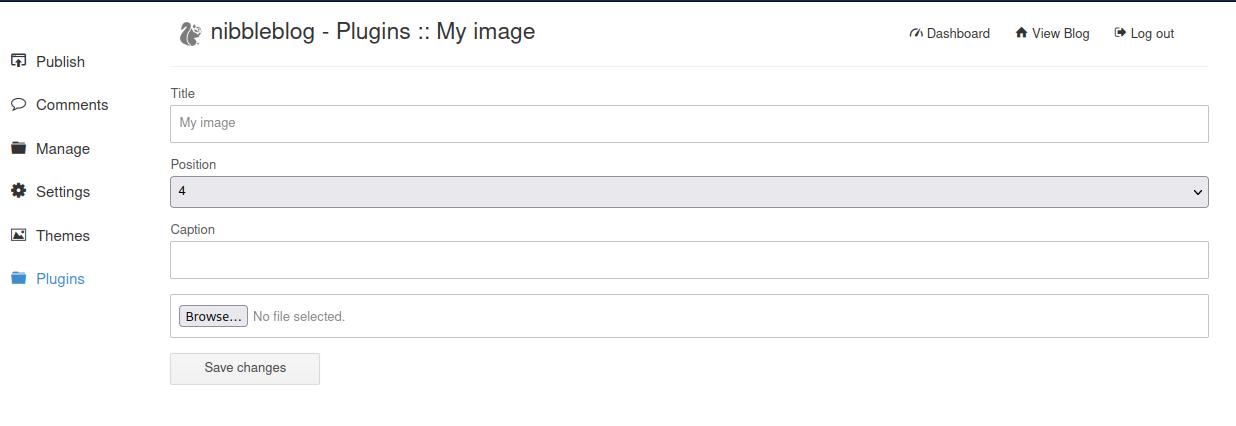 nibbleblog - Plugins :: My image
Dashboard
View Blog
Log out
Publish
Comments
Manage
Settings
Themes
Plugins
Title
My image
Position
4
Caption
Browse... No file selected.
Save changes